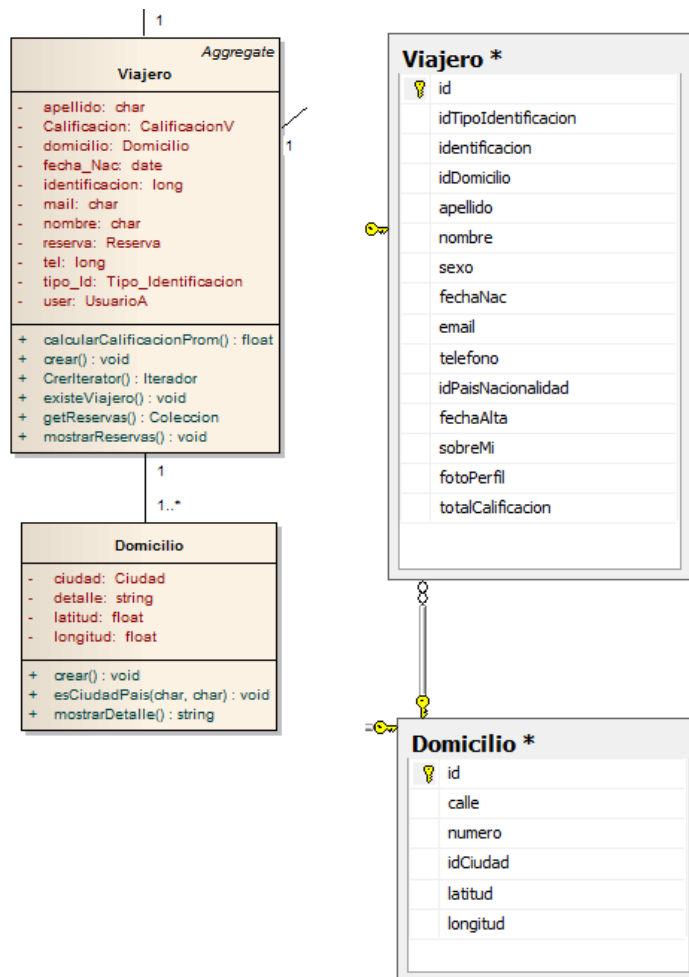 1
Aggregate
Viajero
- apellido: char
- Calificacion: CalificacionV
- domicilio: Domicilio
- fecha_Nac: date
- identificacion: long
- mail: char
- nombre: char
- reserva: Reserva
- tel: long
- tipo_Id: Tipo_Identificacion
- user: UsuarioA
+ calcularCalificacionProm() : float
+ crear() : void
+ CrerIterator() : Iterador
+ existeViajero() : void
+ getReservas() : Coleccion
+ mostrarReservas() : void
1
1
1..*
Domicilio
- ciudad: Ciudad
- detalle: string
- latitud: float
- longitud: float
+ crear() : void
+ esCiudadPais(char, char) : void
+ mostrarDetalle() : string
Viajero *
id
idTipoIdentificacion
identificacion
idDomicilio
apellido
nombre
sexo
fechaNac
email
telefono
idPaisNacionalidad
fechaAlta
sobreMi
fotoPerfil
totalCalificacion
Domicilio *
id
calle
numero
idCiudad
latitud
longitud